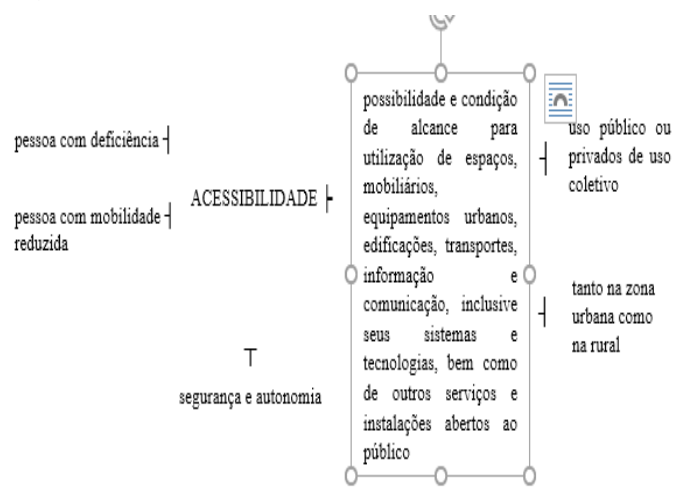 pessoa com deficiência
pessoa com mobilidade
reduzida
ACESSIBILIDADE
segurança e autonomia
possibilidade e condição
de alcance para
utilização de espaços,
mobiliários,
equipamentos urbanos,
edificações, transportes,
informação e
comunicação, inclusive
seus sistemas e
tecnologias, bem como
de outros serviços e
instalações abertos ao
público
uso público ou
privados de uso
coletivo
tanto na zona
urbana como
na rural